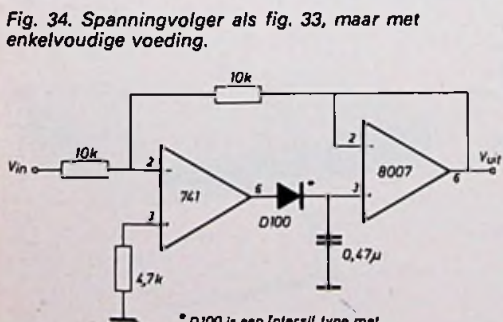 Fig. 34. Spanningvolger als fig. 33, maar met
enkelvoudige voeding.
10k
10k
Vin
2
-
741
3
+
6
D100
*
4,7k
2
-
8007
3
+
6
Vuit
0,47µ
* D100 is een Intersil type met